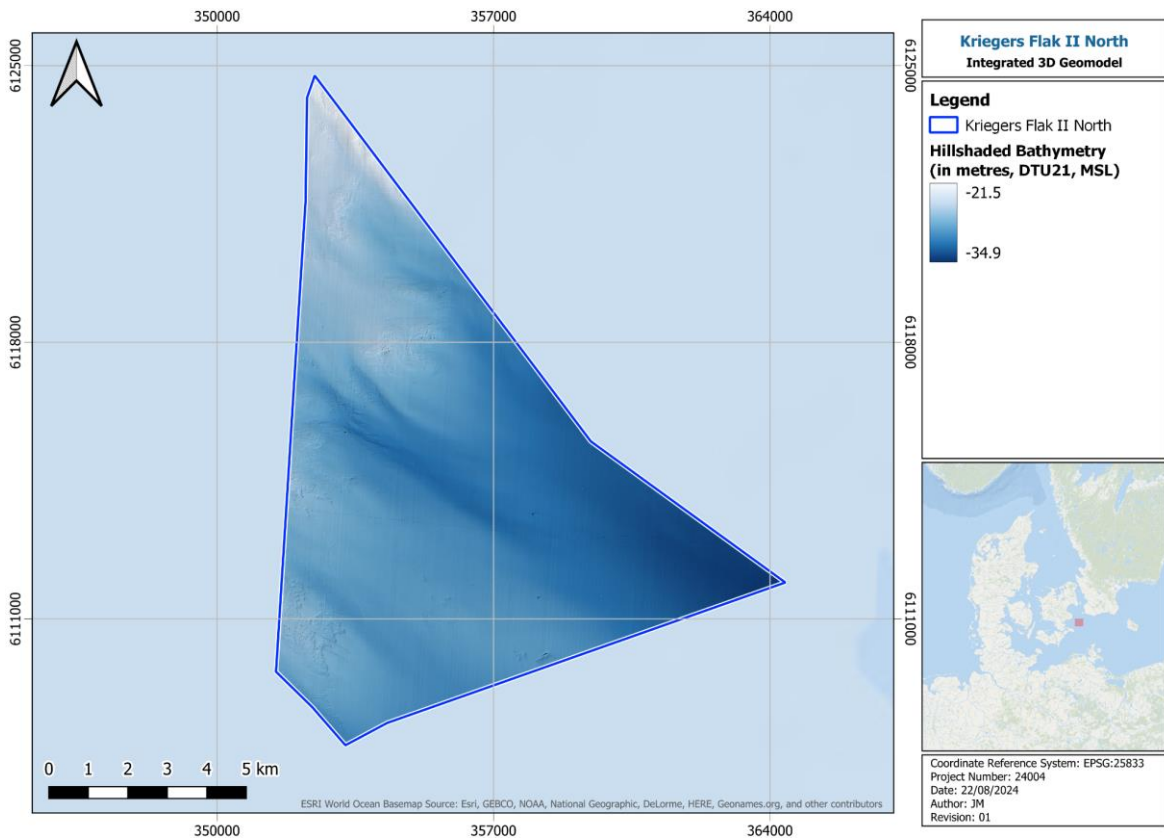 350000
357000
364000
6125000
6125000
6118000
6118000
6111000
6111000
0 1 2 3 4 5 km
ESRI World Ocean Basemap Source: Esri, GEBCO, NOAA, National Geographic, DeLorme, HERE, Geonames.org, and other contributors
350000
357000
364000
Kriegers Flak II North
Integrated 3D Geomodel
Legend
Kriegers Flak II North
Hillshaded Bathymetry
(in metres, DTU21, MSL)
-21.5
-34.9
Coordinate Reference System: EPSG:25833
Project Number: 24004
Date: 22/08/2024
Author: JM
Revision: 01